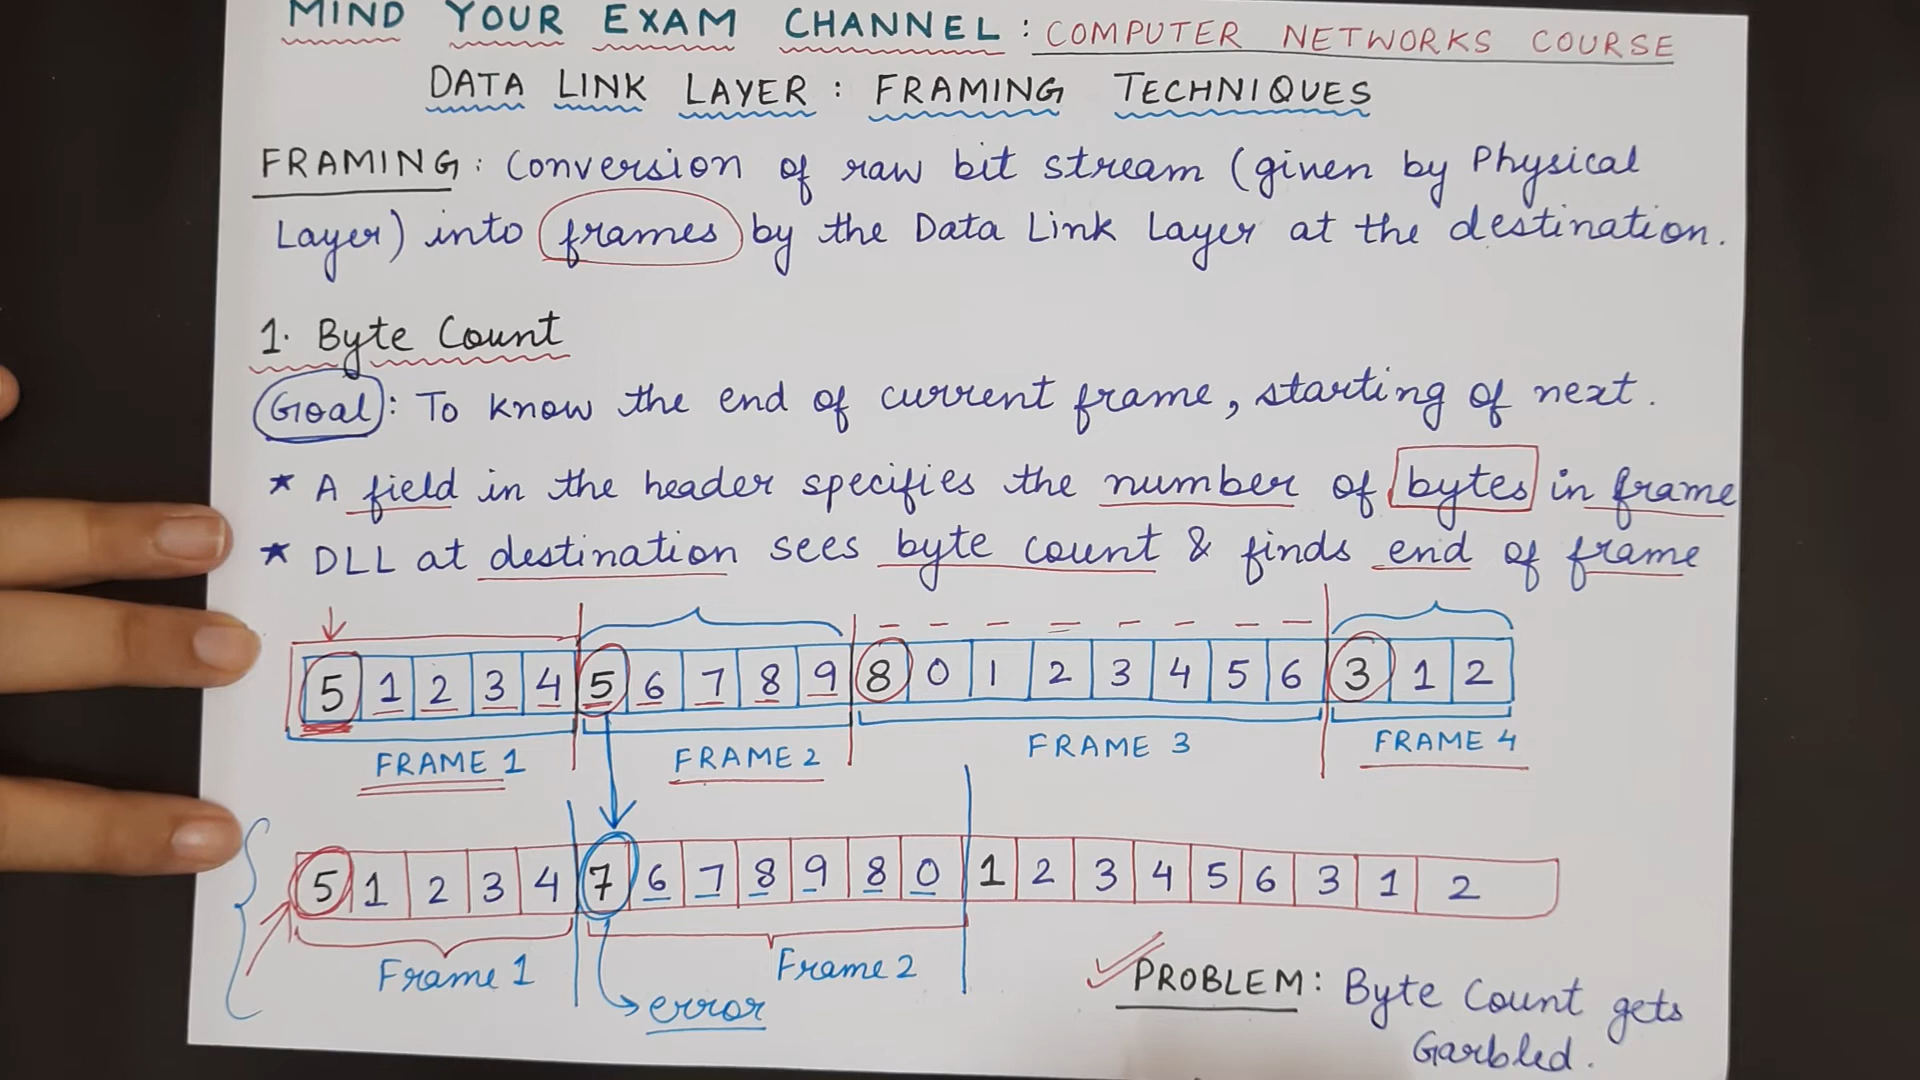 MIND YOUR EXAM CHANNEL : COMPUTER NETWORKS COURSE
DATA LINK LAYER : FRAMING TECHNIQUES
FRAMING : Conversion of raw bit stream (given by Physical
Layer) into frames by the Data Link Layer at the destination.
1. Byte Count
Goal : To know the end of current frame, starting of next.
* A field in the header specifies the number of bytes in frame
* DLL at destination sees byte count & finds end of frame
5 1 2 3 4 5 6 7 8 9 8 0 1 2 3 4 5 6 3 1 2
FRAME 1 FRAME 2 FRAME 3 FRAME 4
5 1 2 3 4 7 6 7 8 9 8 0 1 2 3 4 5 6 3 1 2
Frame 1 Frame 2
error
PROBLEM : Byte Count gets
Garbled.